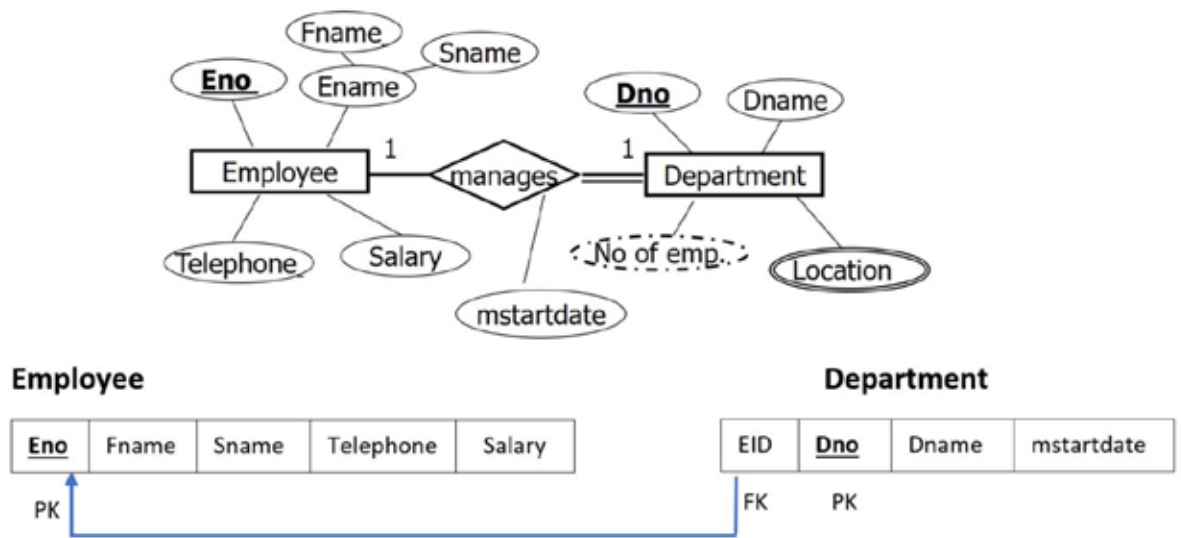 Fname
Sname
Eno
Ename
Dno
Dname
1
1
Employee
manages
Department
Telephone
Salary
No of emp.
Location
mstartdate
Employee
Department
Eno Fname Sname Telephone Salary
EID Dno Dname mstartdate
PK
FK PK